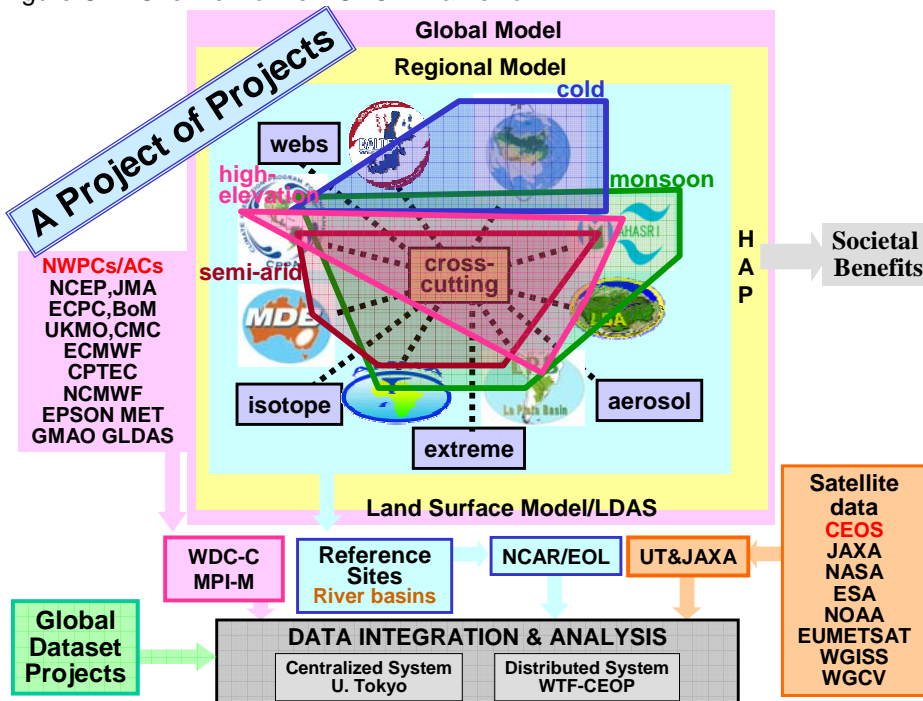 Global Model
Regional Model
A Project of Projects
cold
webs
high-
elevation
monsoon
AHASRI
semi-arid
cross-
cutting
MDB
LBA
La Plata Basin
isotope
aerosol
extreme
H
A
P
Societal
Benefits
NWPCs/ACs
NCEP,JMA
ECPC,BoM
UKMO,CMC
ECMWF
CPTEC
NCMWF
EPSON MET
GMAO GLDAS
Land Surface Model/LDAS
Satellite
data
CEOS
JAXA
NASA
ESA
NOAA
EUMETSAT
WGISS
WGCV
WDC-C
MPI-M
Reference
Sites
River basins
NCAR/EOL
UT&JAXA
Global
Dataset
Projects
DATA INTEGRATION & ANALYSIS
Centralized System
U. Tokyo
Distributed System
WTF-CEOP